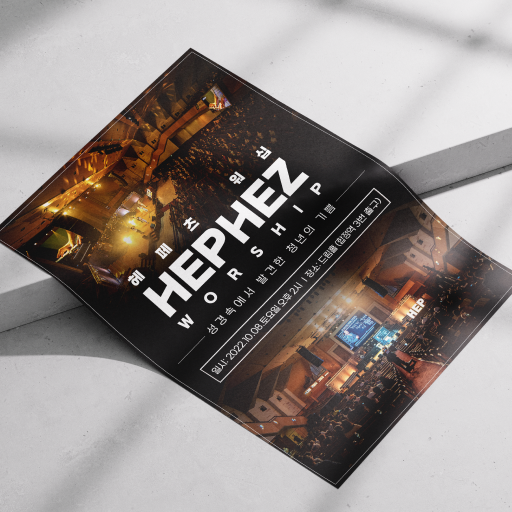 헤 페 츠 워 십
HEPHEZ
WORSHIP
성경속에서 발견한 청년의 기쁨
일시: 2022.10.08 토요일 오후 2시 | 장소: 드림홀 (합정역 3번 출구)
HEP